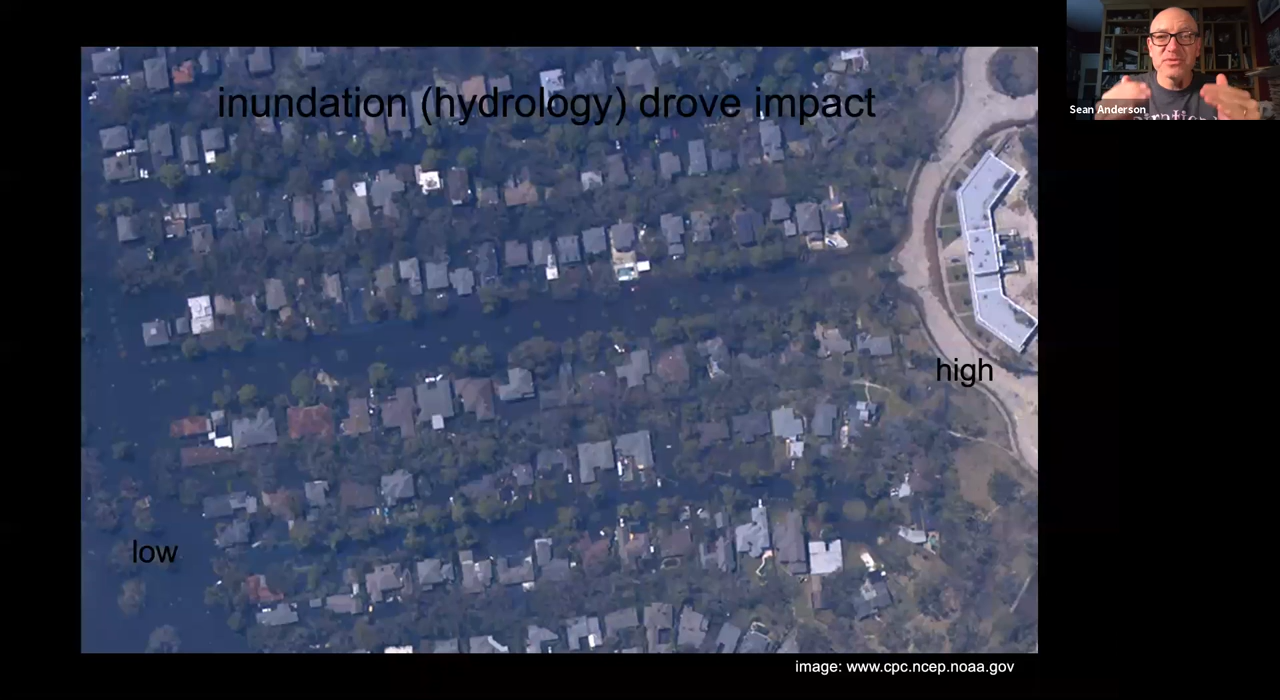 inundation (hydrology) drove impact
Sean Anderson
high
low
image: www.cpc.ncep.noaa.gov